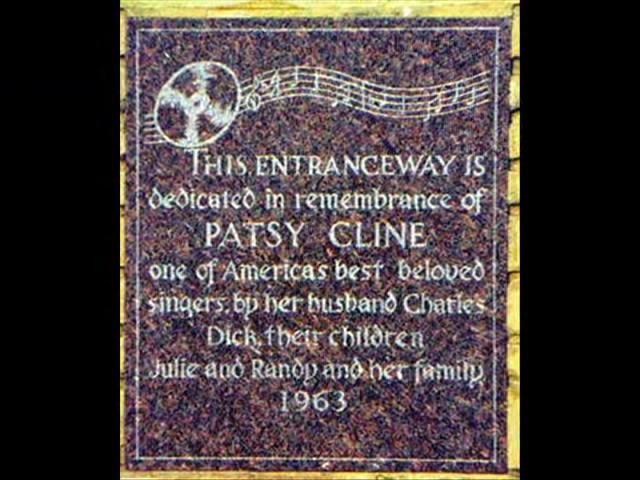 THIS ENTRANCEWAY IS
dedicated in remembrance of
PATSY CLINE
one of Americas best beloved
singers, by her husband Charles
Dick, their children
Julie and Randy and her family
1963